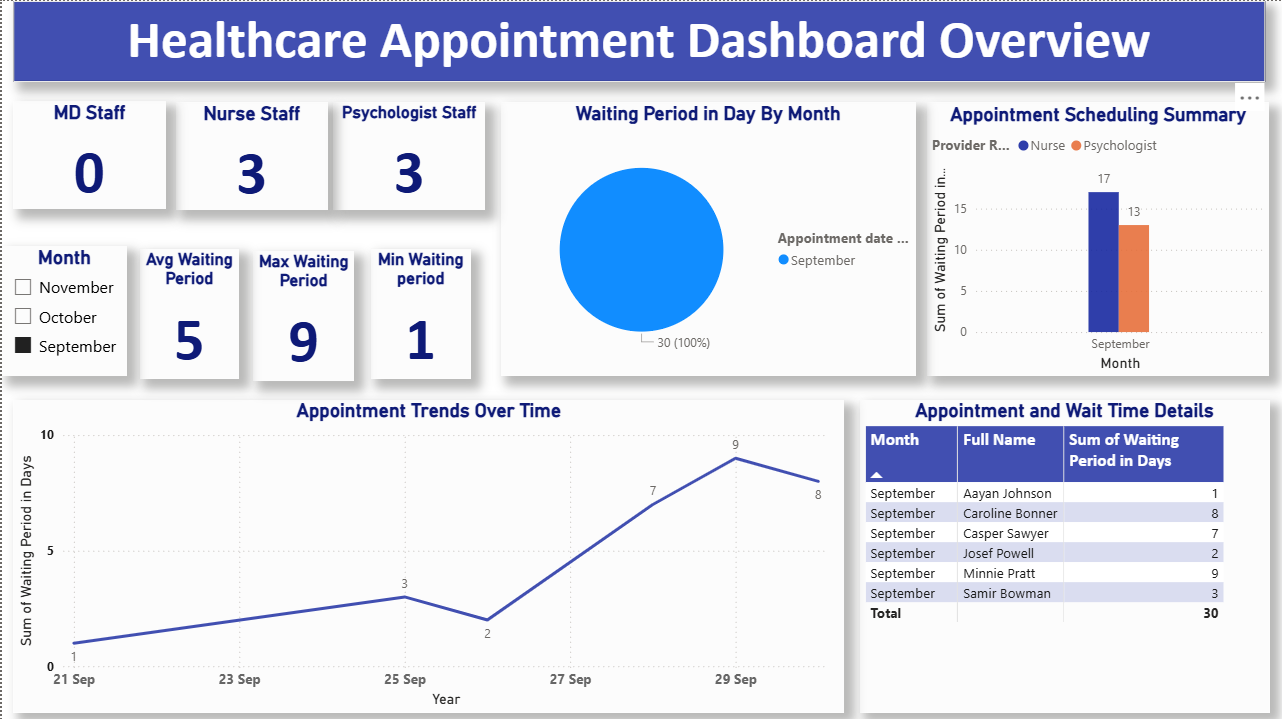 Healthcare Appointment Dashboard Overview
MD Staff
0
Nurse Staff
3
Psychologist Staff
3
Month
November
October
September
Avg Waiting
Period
5
Max Waiting
Period
9
Min Waiting
period
1
Waiting Period in Day By Month
Appointment date ...
September
30 (100%)
Appointment Scheduling Summary
Provider R... Nurse Psychologist
Sum of Waiting Period in...
15
10
5
0
17
13
September
Month
Appointment Trends Over Time
Sum of Waiting Period in Days
10
5
0
1
3
2
7
9
8
21 Sep 23 Sep 25 Sep 27 Sep 29 Sep
Year
Appointment and Wait Time Details
Month Full Name Sum of Waiting
Period in Days
September Aayan Johnson 1
September Caroline Bonner 8
September Casper Sawyer 7
September Josef Powell 2
September Minnie Pratt 9
September Samir Bowman 3
Total 30